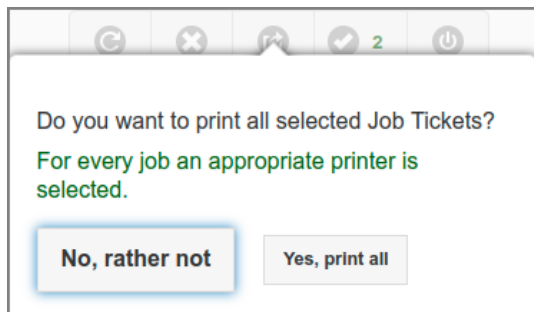 2
Do you want to print all selected Job Tickets?
For every job an appropriate printer is
selected.
No, rather not
Yes, print all